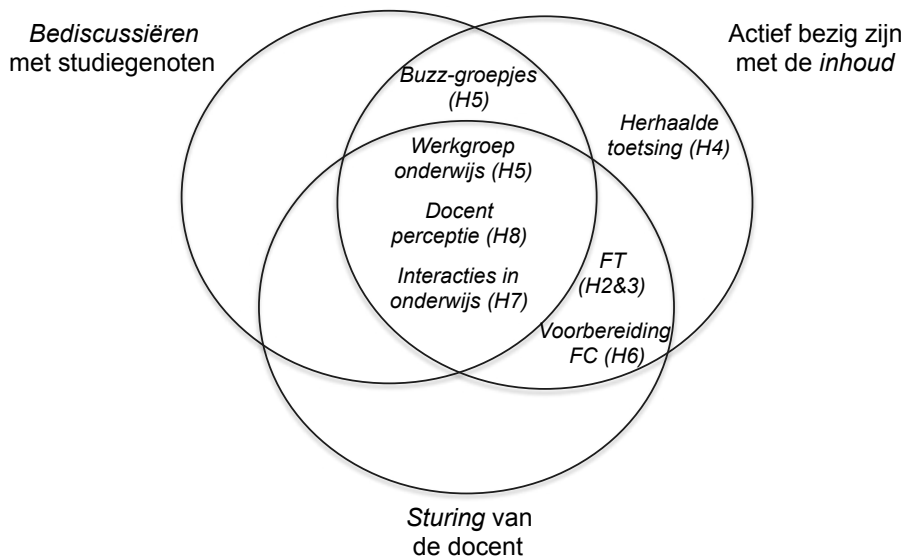 Bediscussiëren
met studiegenoten
Actief bezig zijn
met de inhoud
Buzz-groepjes
(H5)
Herhaalde
toetsing (H4)
Werkgroep
onderwijs (H5)
Docent
perceptie (H8)
Interacties in
onderwijs (H7)
FT
(H2&3)
Voorbereiding
FC (H6)
Sturing van
de docent